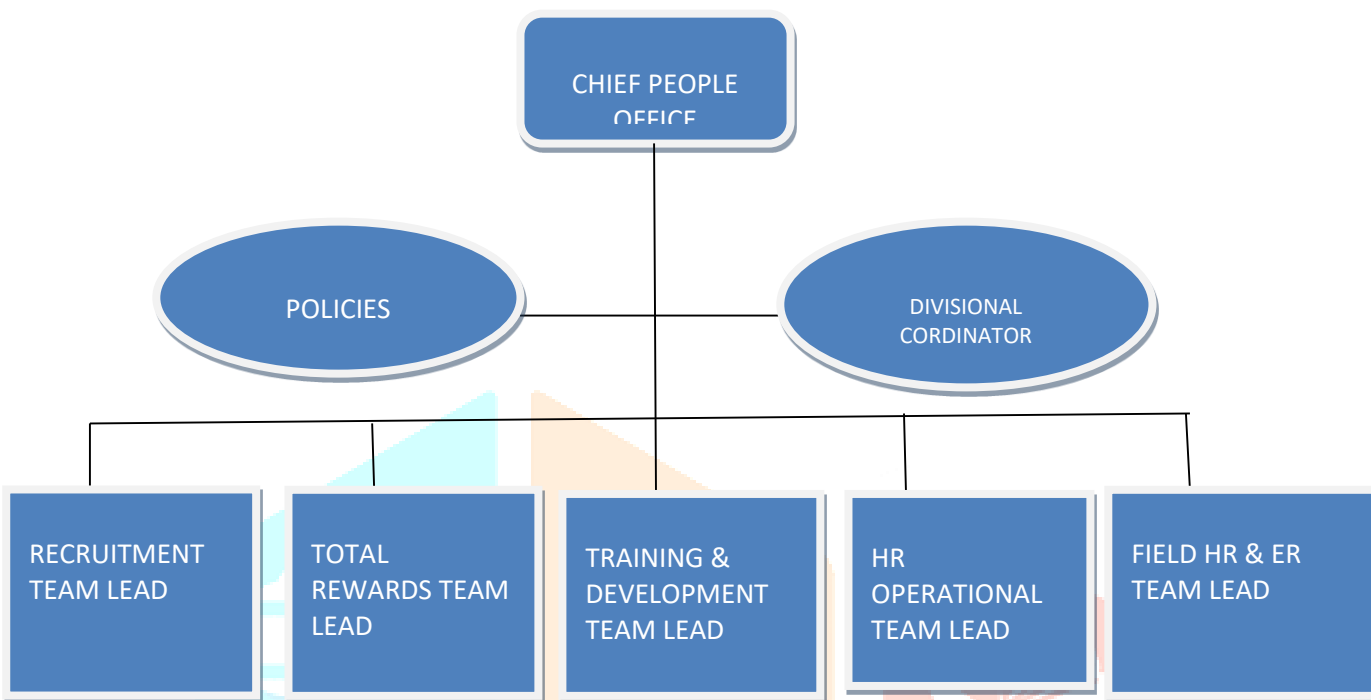 CHIEF PEOPLE
OFFICE
POLICIES
DIVISIONAL
CORDINATOR
RECRUITMENT
TEAM LEAD
TOTAL
REWARDS TEAM
LEAD
TRAINING &
DEVELOPMENT
TEAM LEAD
HR
OPERATIONAL
TEAM LEAD
FIELD HR & ER
TEAM LEAD